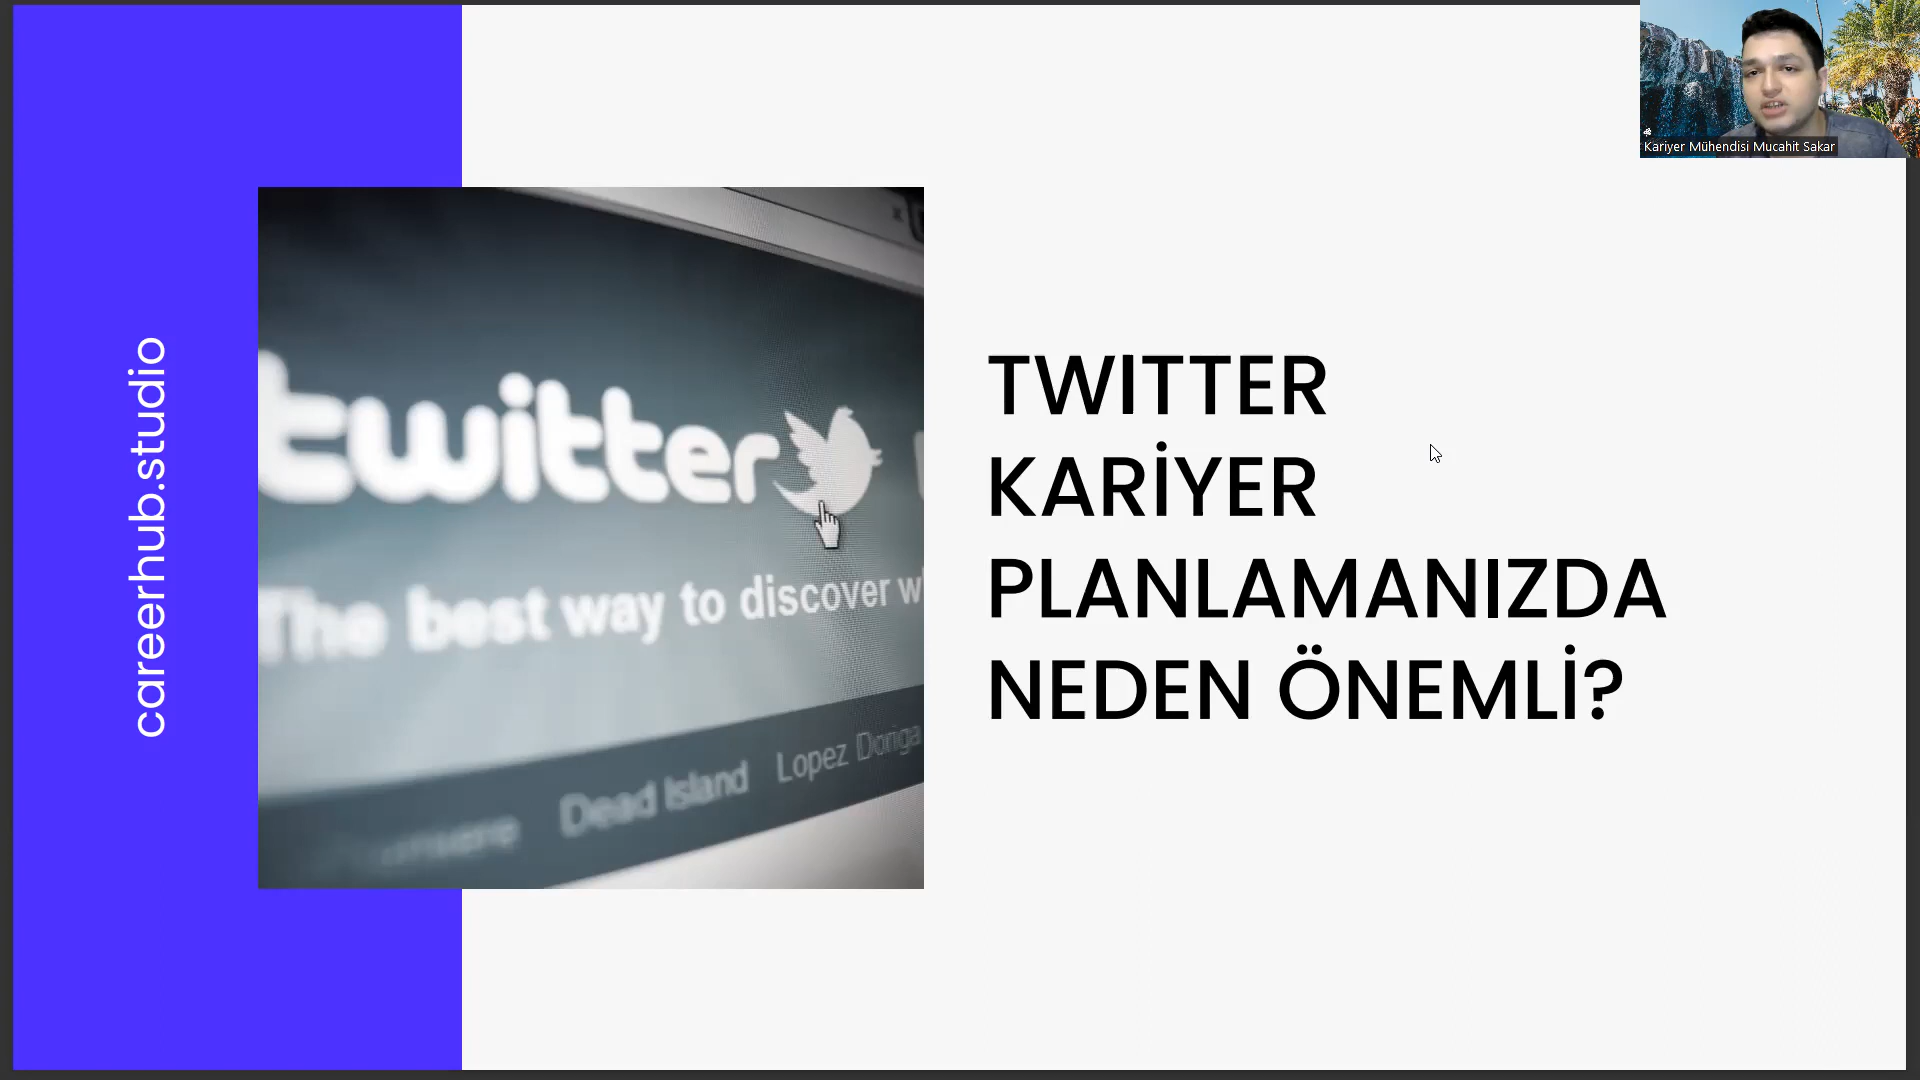 careerhub.studio
twitter
The best way to discover
Dead Island
Lopez Doriga
TWITTER
KARİYER
PLANLAMANIZDA
NEDEN ÖNEMLİ?
Kariyer Mühendisi Mucahit Sakar